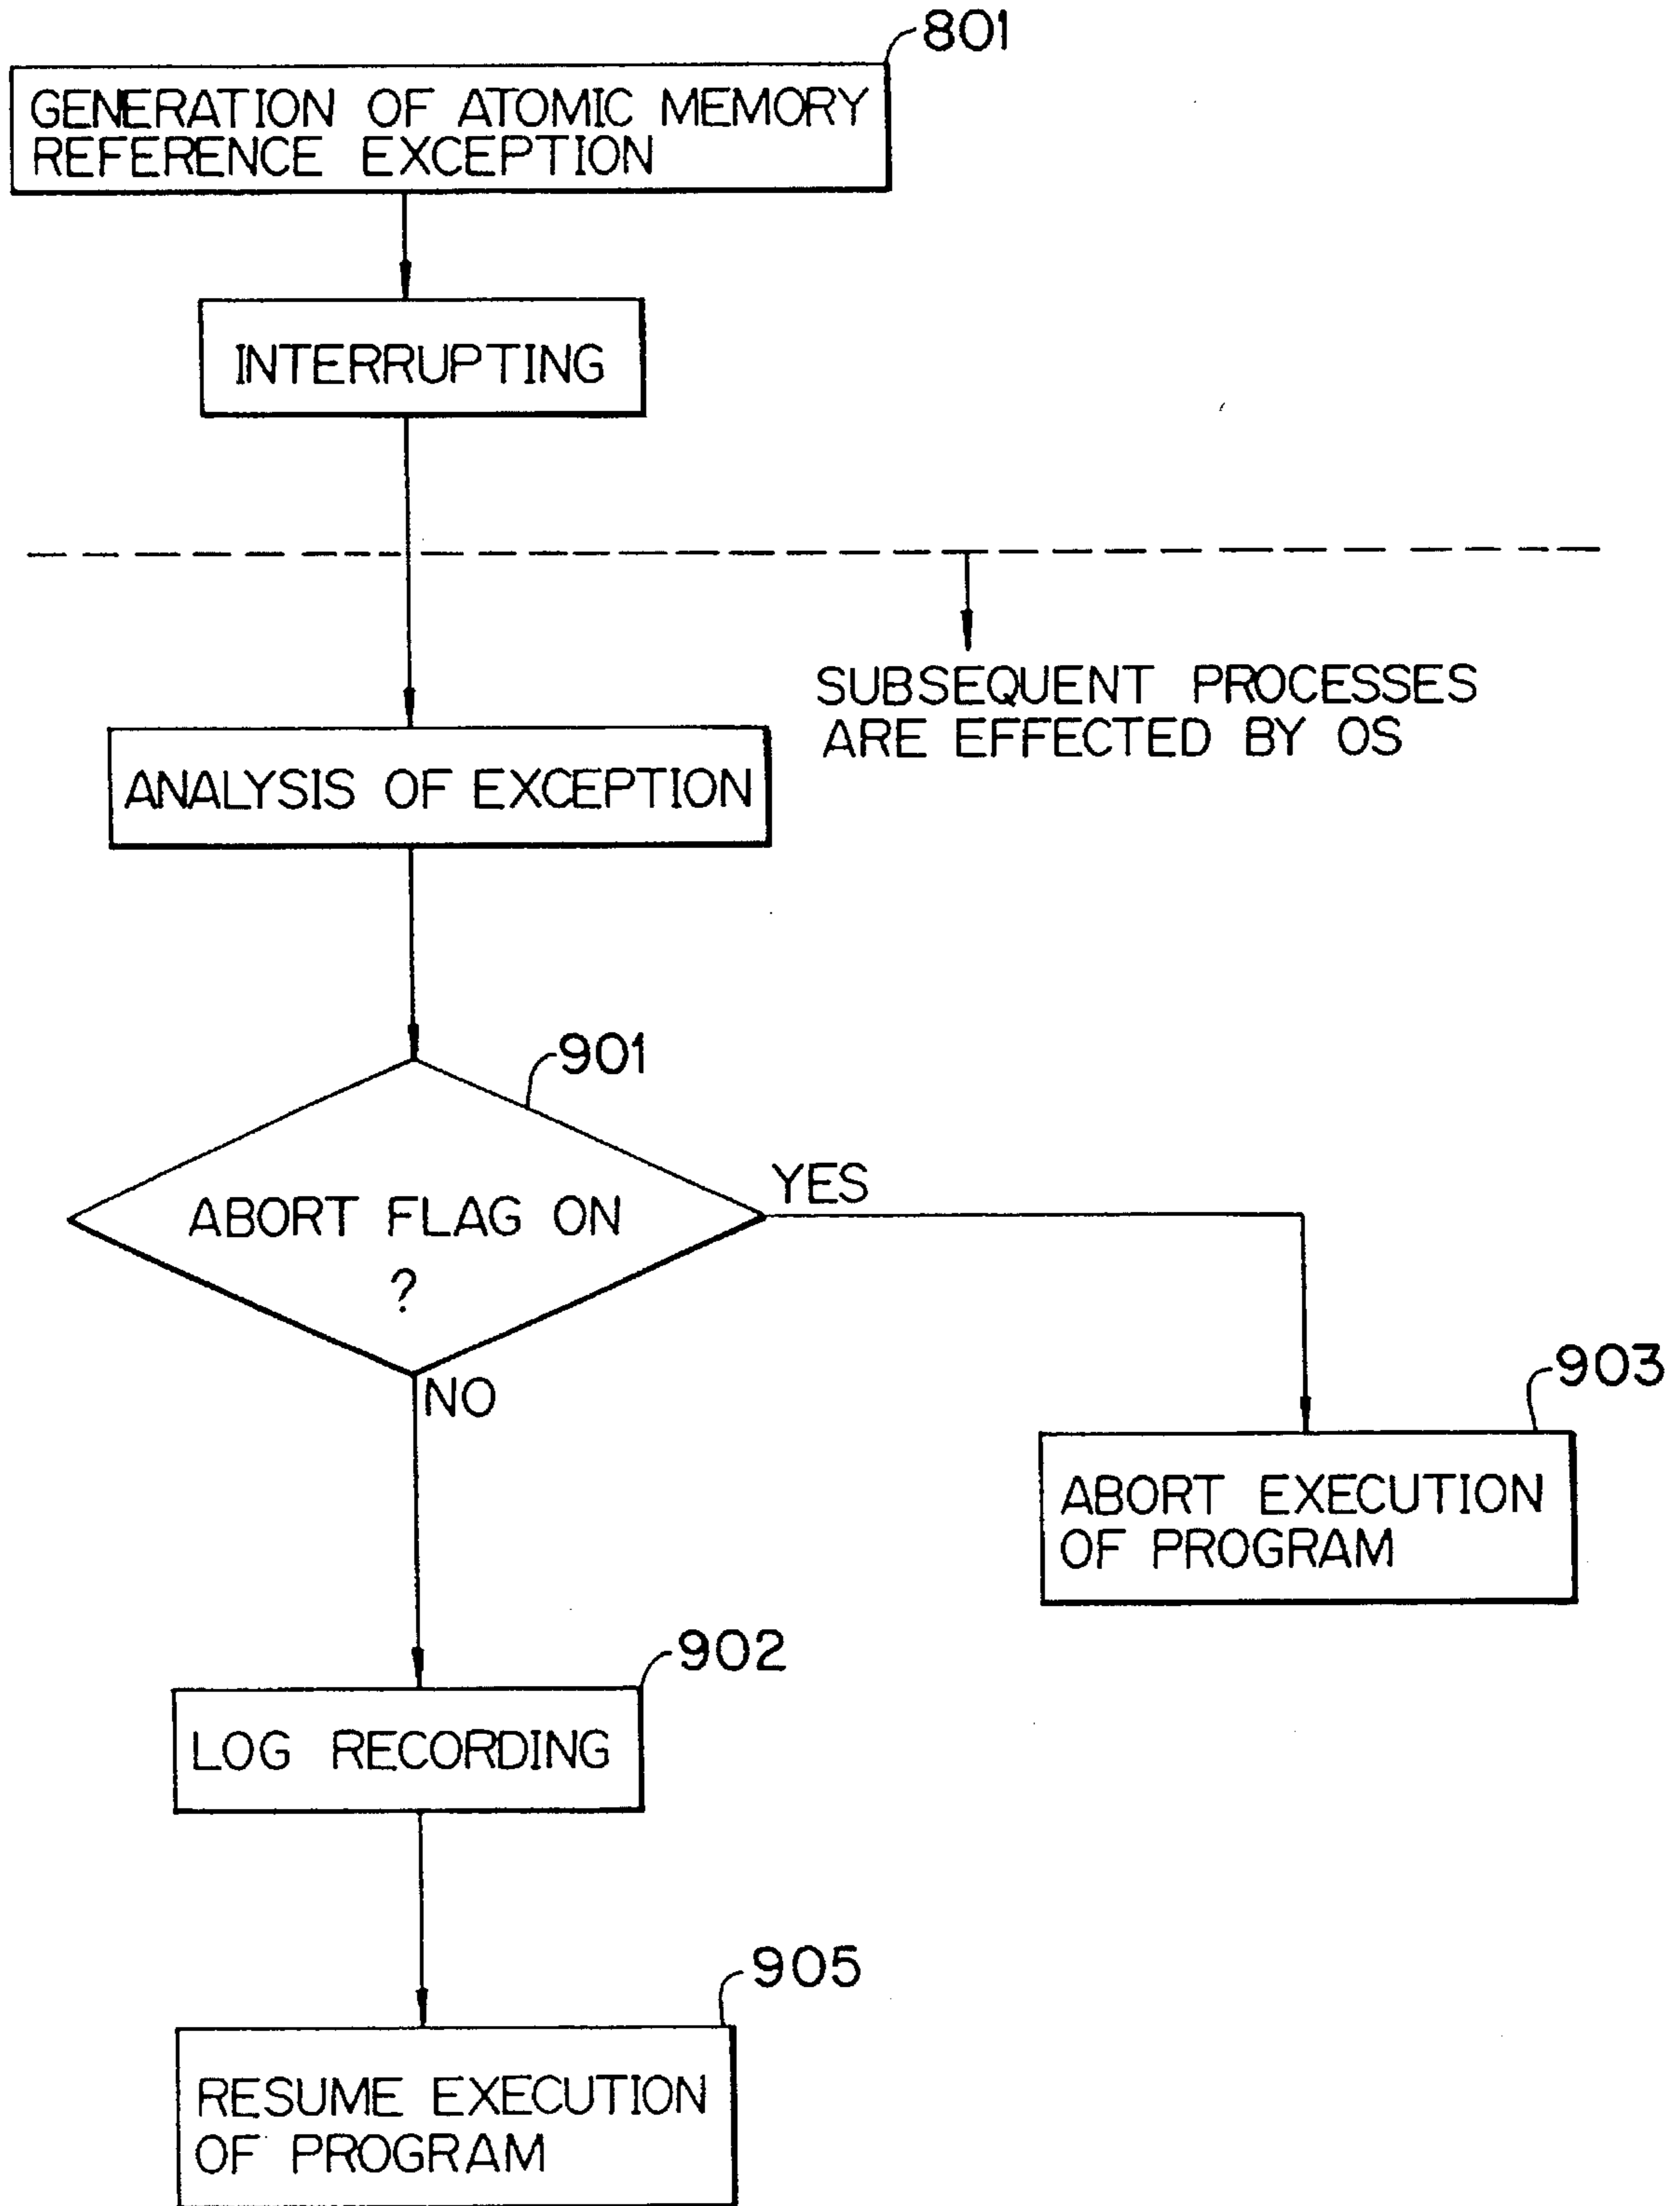 801
GENERATION OF ATOMIC MEMORY
REFERENCE EXCEPTION
INTERRUPTING
SUBSEQUENT PROCESSES
ARE EFFECTED BY OS
ANALYSIS OF EXCEPTION
901
ABORT FLAG ON
?
YES
NO
903
ABORT EXECUTION
OF PROGRAM
902
LOG RECORDING
905
RESUME EXECUTION
OF PROGRAM